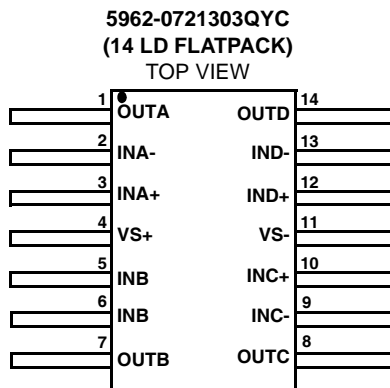 5962-0721303QYC
(14 LD FLATPACK)
TOP VIEW
1 OUTA OUTD 14
2 INA- IND- 13
3 INA+ IND+ 12
4 VS+ VS- 11
5 INB INC+ 10
6 INB INC- 9
7 OUTB OUTC 8